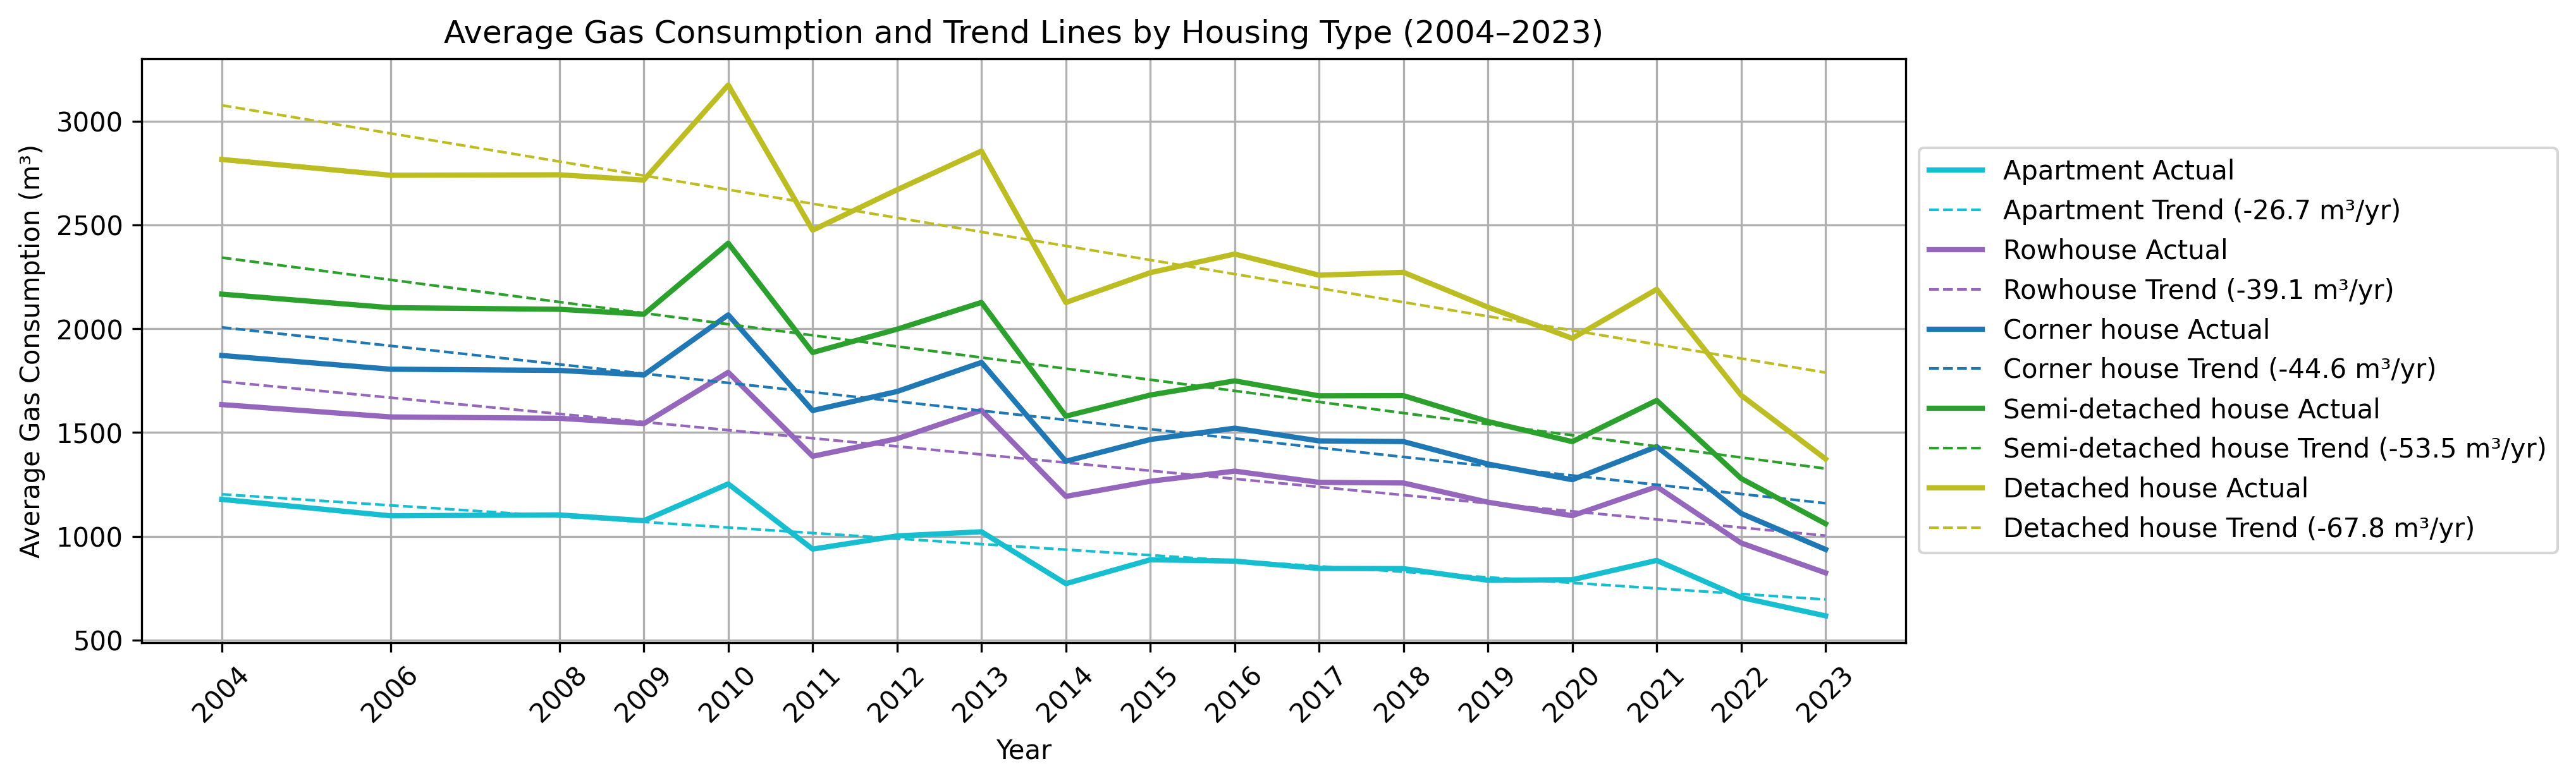 Average Gas Consumption and Trend Lines by Housing Type (2004–2023)
Average Gas Consumption (m³)
3000
2500
2000
1500
1000
500
2004
2006
2008
2009
2010
2011
2012
2013
2014
2015
2016
2017
2018
2019
2020
2021
2022
2023
Year
Apartment Actual
Apartment Trend (-26.7 m³/yr)
Rowhouse Actual
Rowhouse Trend (-39.1 m³/yr)
Corner house Actual
Corner house Trend (-44.6 m³/yr)
Semi-detached house Actual
Semi-detached house Trend (-53.5 m³/yr)
Detached house Actual
Detached house Trend (-67.8 m³/yr)